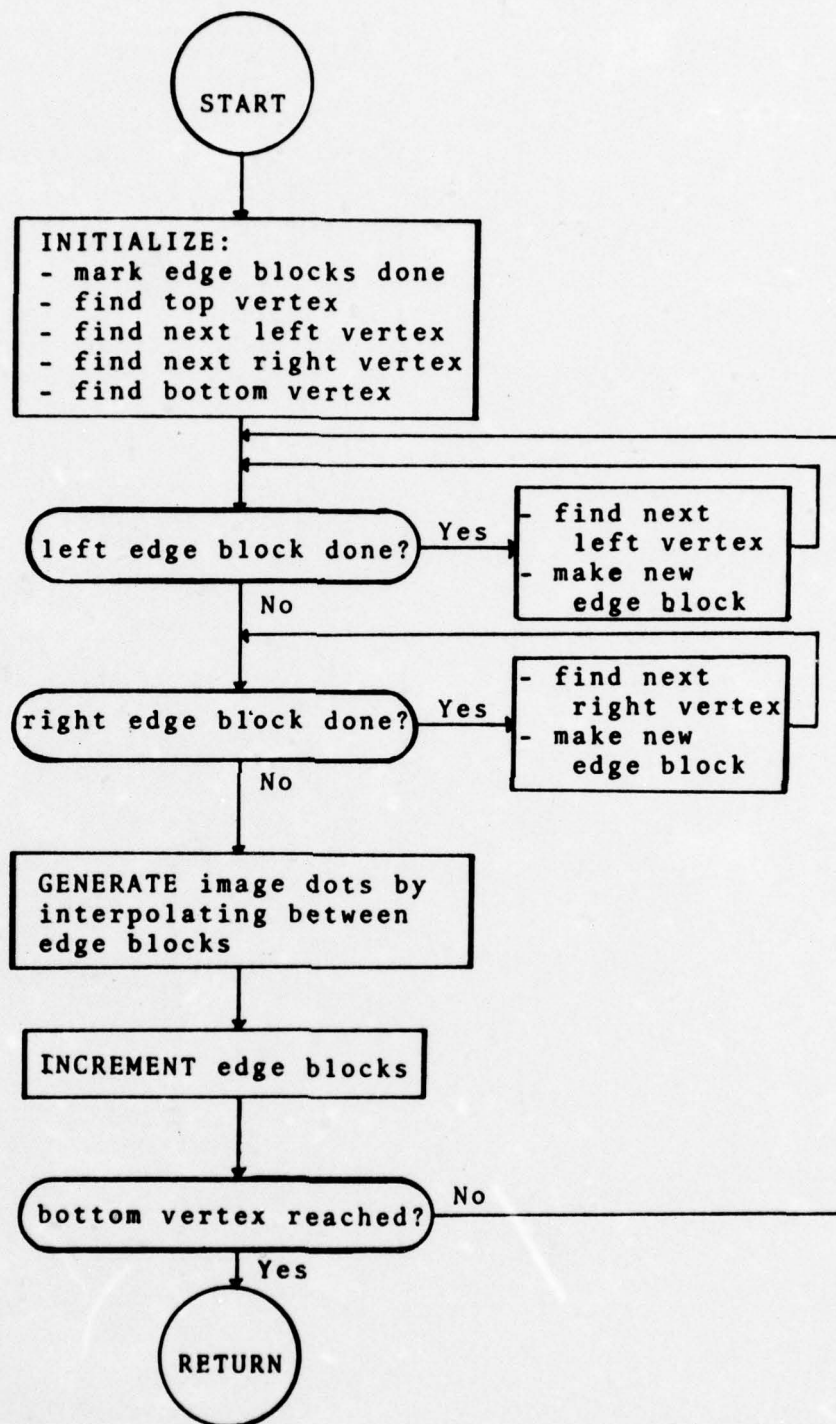 START
INITIALIZE:
- mark edge blocks done
- find top vertex
- find next left vertex
- find next right vertex
- find bottom vertex
left edge block done?
Yes
- find next
left vertex
- make new
edge block
No
right edge block done?
Yes
- find next
right vertex
- make new
edge block
No
GENERATE image dots by
interpolating between
edge blocks
INCREMENT edge blocks
bottom vertex reached?
No
Yes
RETURN